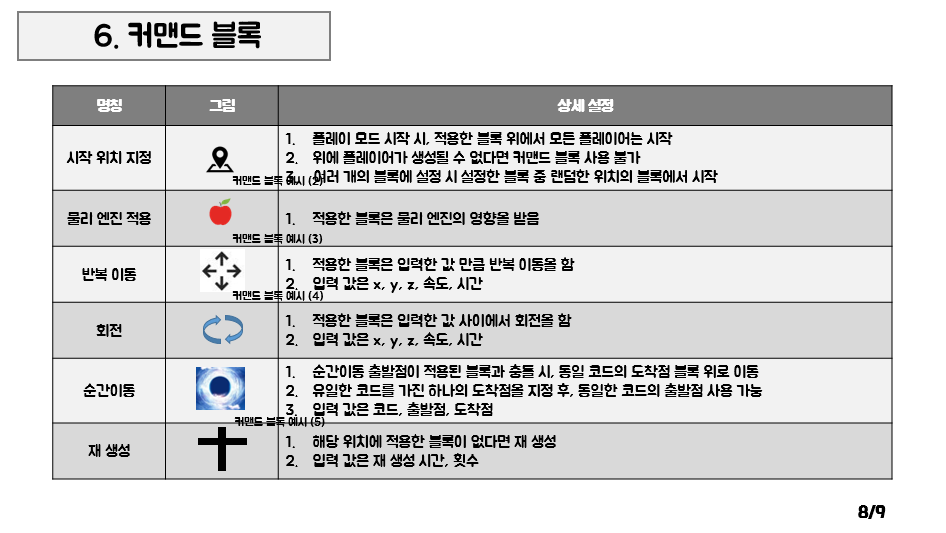 6. 커맨드 블록
명칭
그림
상세 설정
시작 위치 지정
커맨드 블록 예시 (2)
1. 플레이 모드 시작 시, 적용한 블록 위에서 모든 플레이어는 시작
2. 위에 플레이어가 생성될 수 없다면 커맨드 블록 사용 불가
3. 여러 개의 블록에 설정 시 설정한 블록 중 랜덤한 위치의 블록에서 시작
물리 엔진 적용
커맨드 블록 예시 (3)
1. 적용한 블록은 물리 엔진의 영향을 받음
반복 이동
커맨드 블록 예시 (4)
1. 적용한 블록은 입력한 값 만큼 반복 이동을 함
2. 입력 값은 x, y, z, 속도, 시간
회전
1. 적용한 블록은 입력한 값 사이에서 회전을 함
2. 입력 값은 x, y, z, 속도, 시간
순간이동
커맨드 블록 예시 (5)
1. 순간이동 출발점이 적용된 블록과 충돌 시, 동일 코드의 도착점 블록 위로 이동
2. 유일한 코드를 가진 하나의 도착점을 지정 후, 동일한 코드의 출발점 사용 가능
3. 입력 값은 코드, 출발점, 도착점
재 생성
1. 해당 위치에 적용한 블록이 없다면 재 생성
2. 입력 값은 재 생성 시간, 횟수
8/9